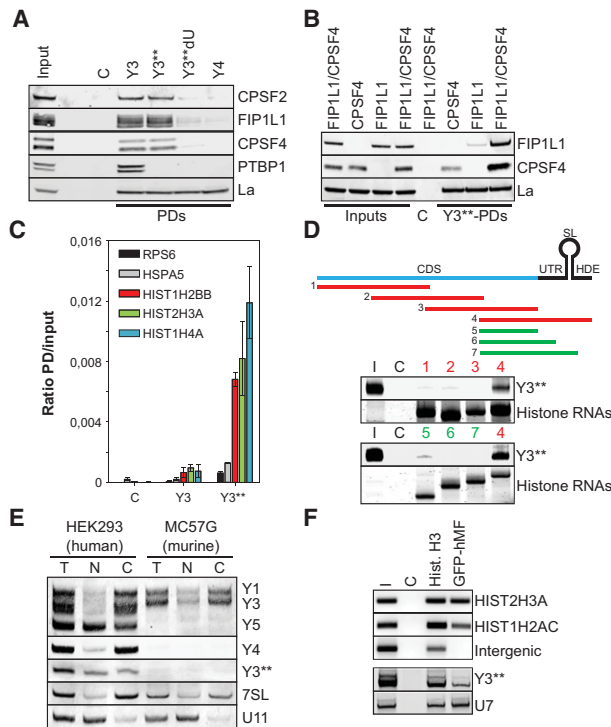 A
Input
C
Y3
Y3**
Y3**dU
Y4
CPSF2
FIP1L1
CPSF4
PTBP1
La
PDs
B
FIP1L1/CPSF4
CPSF4
FIP1L1
FIP1L1/CPSF4
FIP1L1/CPSF4
CPSF4
FIP1L1
FIP1L1/CPSF4
FIP1L1
CPSF4
La
Inputs C Y3**-PDs
C
Ratio PD/input
0,016
0,012
0,008
0,004
0,000
RPS6
HSPA5
HIST1H2BB
HIST2H3A
HIST1H4A
C Y3 Y3**
D
SL
CDS UTR HDE
1
2
3
4
5
6
7
I C 1 2 3 4
Y3**
Histone RNAs
I C 5 6 7 4
Y3**
Histone RNAs
E
HEK293 MC57G
(human) (murine)
T N C T N C
Y1
Y3
Y5
Y4
Y3**
7SL
U11
F
I
C
Hist. H3
GFP-hMF
HIST2H3A
HIST1H2AC
Intergenic
Y3**
U7